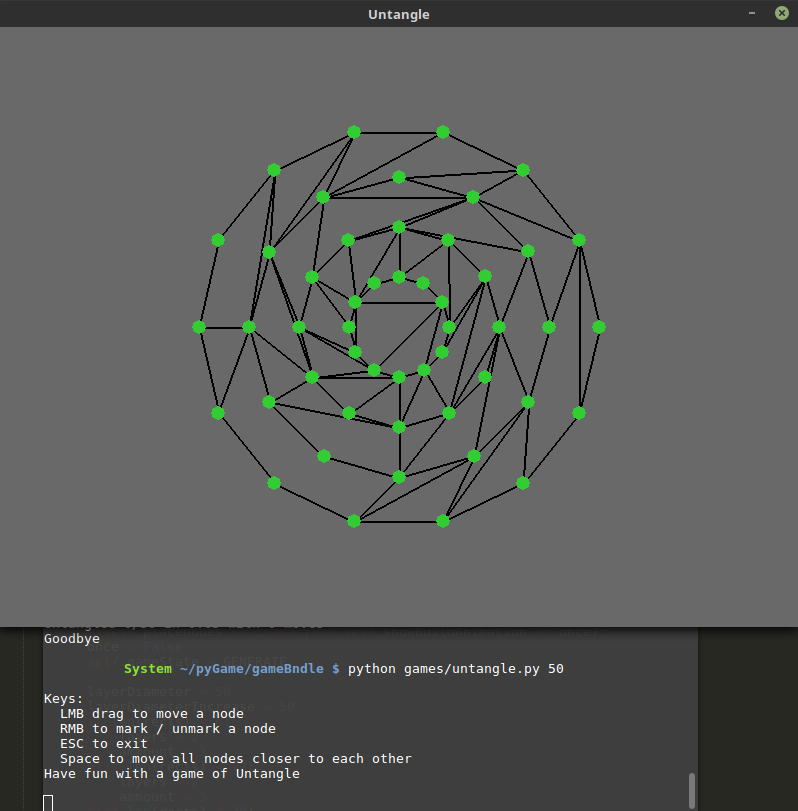 Untangle
Goodbye
System ~/pyGame/gameBndle $ python games/untangle.py 50
Keys:
LMB drag to move a node
RMB to mark / unmark a node
ESC to exit
Space to move all nodes closer to each other
Have fun with a game of Untangle